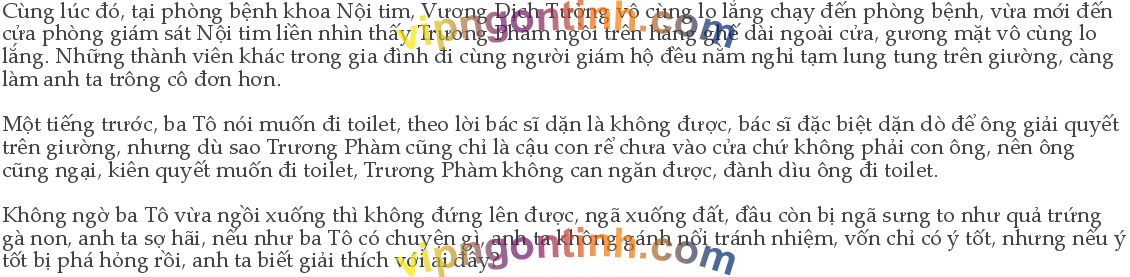 Cùng lúc đó, tại phòng bệnh khoa Nội tim, Vương Dịch Tưởng vô cùng lo lắng chạy đến phòng bệnh, vừa mới đến
cửa phòng giám sát Nội tim liền nhìn thấy Trương Phàm ngồi trên hàng ghế dài ngoài cửa, gương mặt vô cùng lo
lắng. Những thành viên khác trong gia đình đi cùng người giám hộ đều nằm nghỉ tạm lung tung trên giường, càng
làm anh ta trông cô đơn hơn.
Một tiếng trước, ba Tô nói muốn đi toilet, theo lời bác sĩ dặn là không được, bác sĩ đặc biệt dặn dò để ông giải quyết
trên giường, nhưng dù sao Trương Phàm cũng chỉ là cậu con rể chưa vào cửa chứ không phải con ông, nên ông
cũng ngại, kiên quyết muốn đi toilet, Trương Phàm không can ngăn được, đành dìu ông đi toilet.
Không ngờ ba Tô vừa ngồi xuống thì không đứng lên được, ngã xuống đất, đầu còn bị ngã sưng to như quả trứng
gà non, anh ta sợ hãi, nếu như ba Tô có chuyện gì, anh ta không gánh nổi tránh nhiệm, vốn chỉ có ý tốt, nhưng nếu ý
tốt bị phá hỏng rồi, anh ta biết giải thích với ai đây?
vipngontinh.com
vipngontinh.com